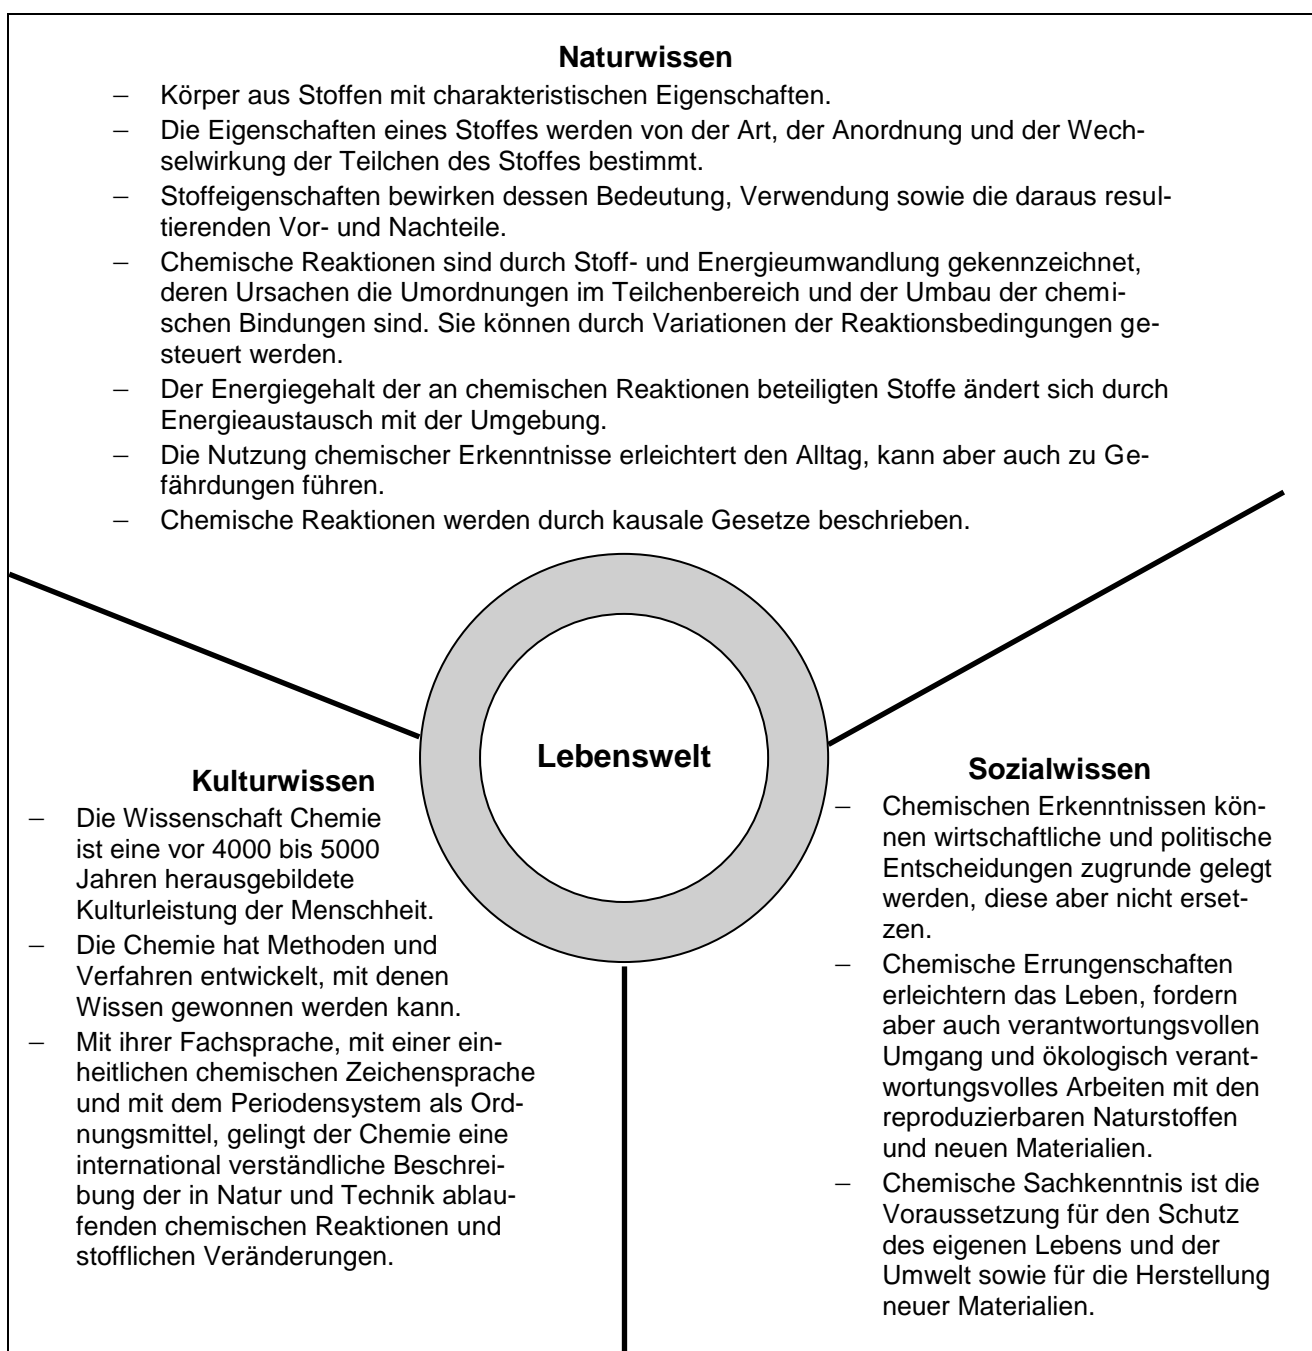 Naturwissen
– Körper aus Stoffen mit charakteristischen Eigenschaften.
– Die Eigenschaften eines Stoffes werden von der Art, der Anordnung und der Wech-
selwirkung der Teilchen des Stoffes bestimmt.
– Stoffeigenschaften bewirken dessen Bedeutung, Verwendung sowie die daraus resul-
tierenden Vor- und Nachteile.
– Chemische Reaktionen sind durch Stoff- und Energieumwandlung gekennzeichnet,
deren Ursachen die Umordnungen im Teilchenbereich und der Umbau der chemi-
schen Bindungen sind. Sie können durch Variationen der Reaktionsbedingungen ge-
steuert werden.
– Der Energiegehalt der an chemischen Reaktionen beteiligten Stoffe ändert sich durch
Energieaustausch mit der Umgebung.
– Die Nutzung chemischer Erkenntnisse erleichtert den Alltag, kann aber auch zu Ge-
fährdungen führen.
– Chemische Reaktionen werden durch kausale Gesetze beschrieben.
Lebenswelt
Kulturwissen
– Die Wissenschaft Chemie
ist eine vor 4000 bis 5000
Jahren herausgebildete
Kulturleistung der Menschheit.
– Die Chemie hat Methoden und
Verfahren entwickelt, mit denen
Wissen gewonnen werden kann.
– Mit ihrer Fachsprache, mit einer ein-
heitlichen chemischen Zeichensprache
und mit dem Periodensystem als Ord-
nungsmittel, gelingt der Chemie eine
international verständliche Beschrei-
bung der in Natur und Technik ablau-
fenden chemischen Reaktionen und
stofflichen Veränderungen.
Sozialwissen
– Chemischen Erkenntnissen kön-
nen wirtschaftliche und politische
Entscheidungen zugrunde gelegt
werden, diese aber nicht erset-
zen.
– Chemische Errungenschaften
erleichtern das Leben, fordern
aber auch verantwortungsvollen
Umgang und ökologisch verant-
wortungsvolles Arbeiten mit den
reproduzierbaren Naturstoffen
und neuen Materialien.
– Chemische Sachkenntnis ist die
Voraussetzung für den Schutz
des eigenen Lebens und der
Umwelt sowie für die Herstellung
neuer Materialien.